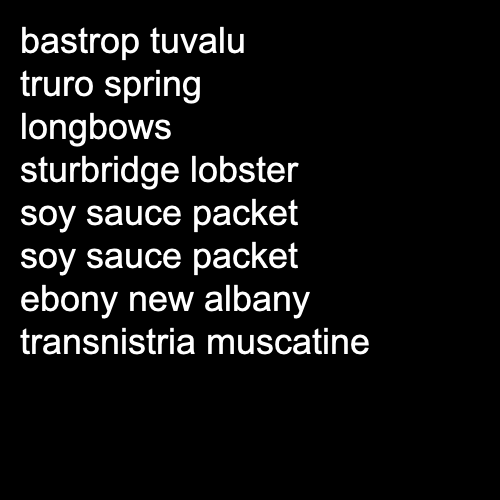 bastrop tuvalu
truro spring
longbows
sturbridge lobster
soy sauce packet
soy sauce packet
ebony new albany
transnistria muscatine